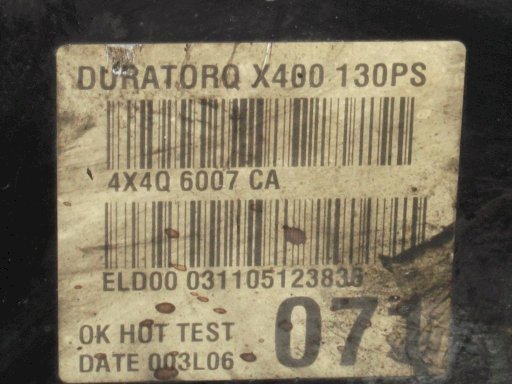 DURATORQ X400 130PS
4X4Q 6007 CA
ELD00 031105123833
OK HOT TEST
DATE 003L06
071